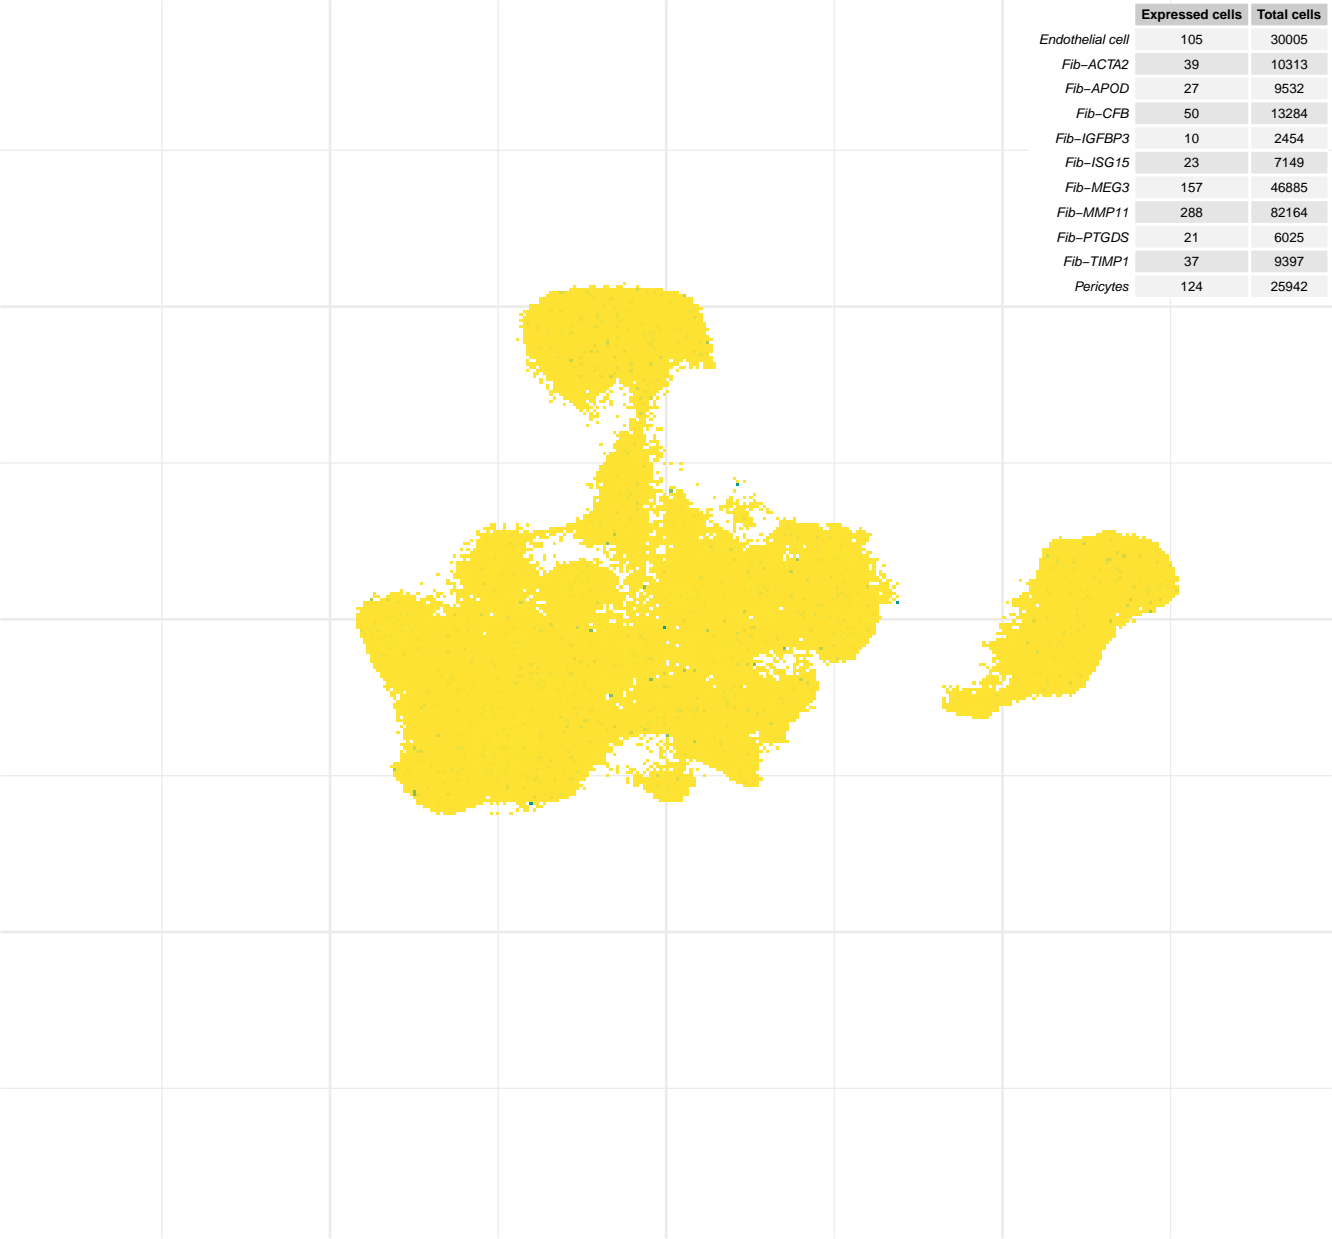 Expressed cells Total cells
Endothelial cell 105 30005
Fib−ACTA2 39 10313
Fib−APOD 27 9532
Fib−CFB 50 13284
Fib−IGFBP3 10 2454
Fib−ISG15 23 7149
Fib−MEG3 157 46885
Fib−MMP11 288 82164
Fib−PTGDS 21 6025
Fib−TIMP1 37 9397
Pericytes 124 25942